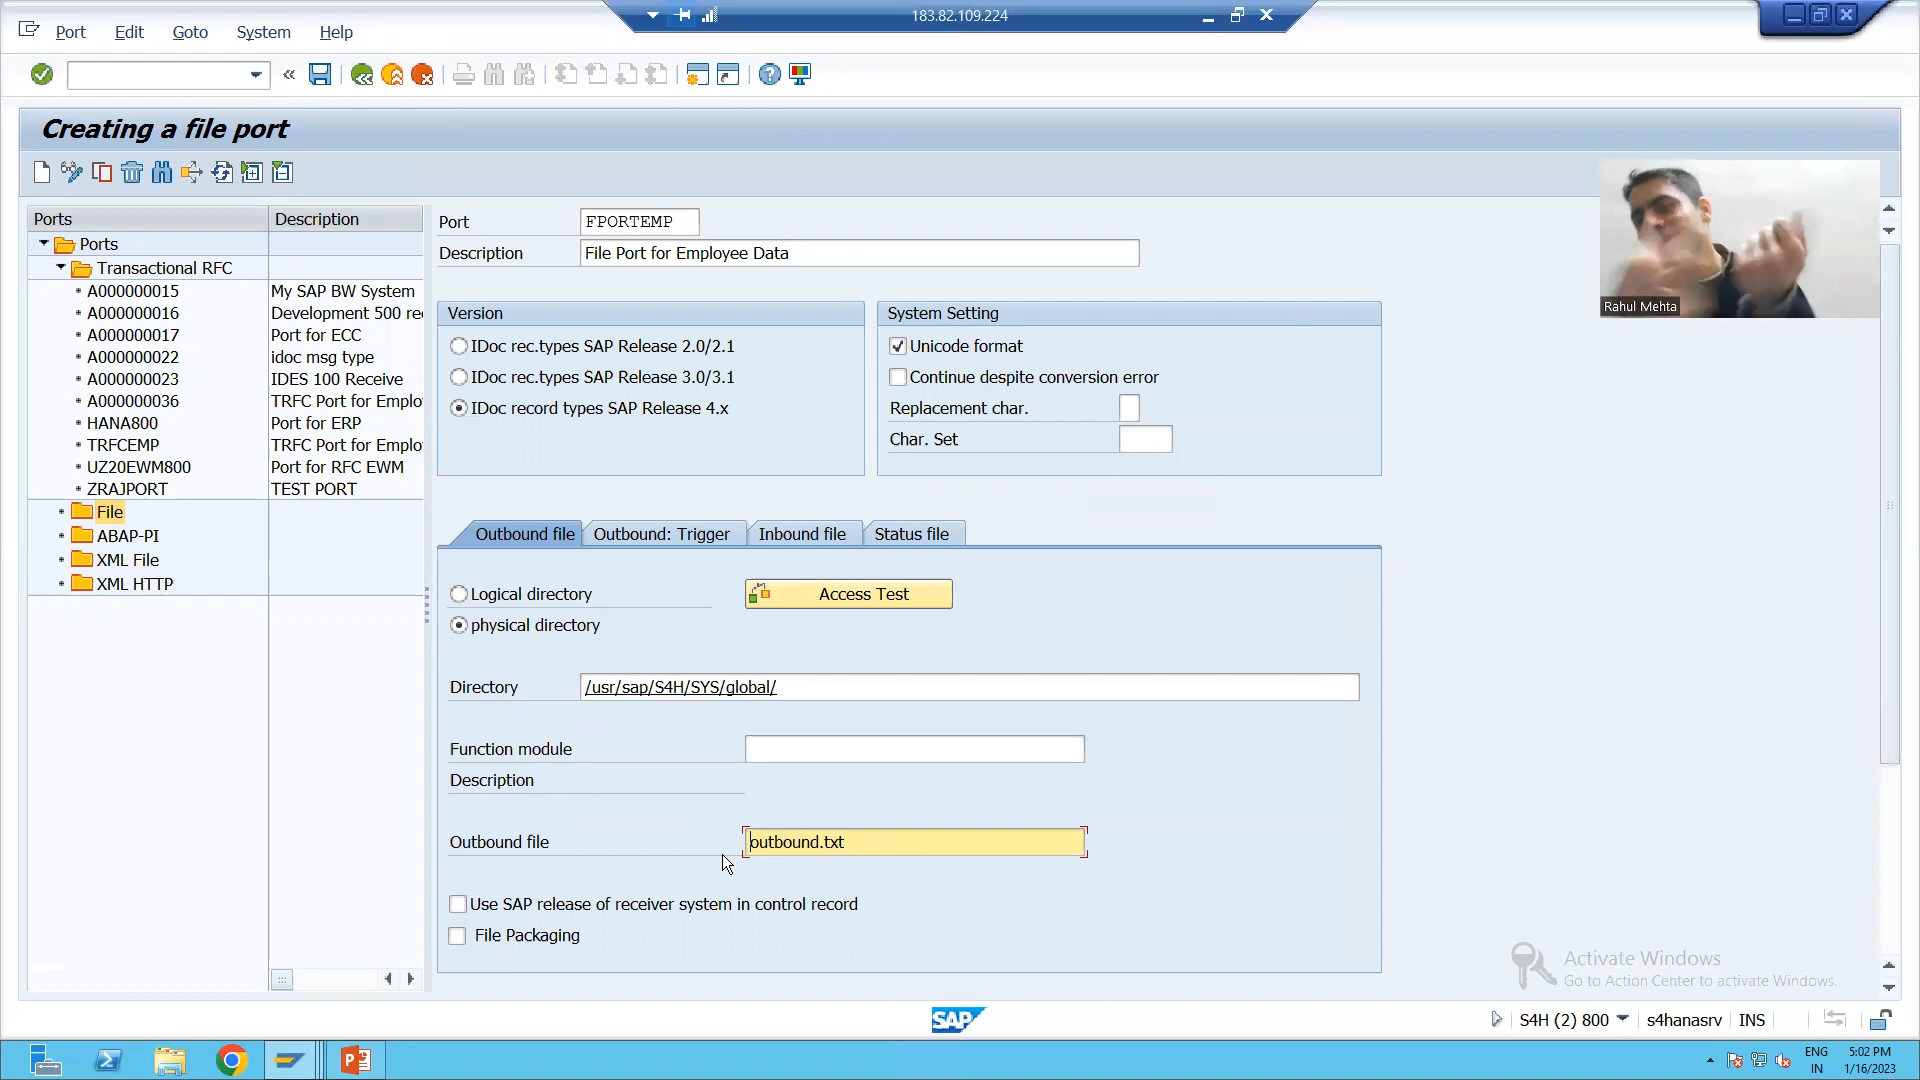 183.82.109.224
Port Edit Goto System Help
Creating a file port
Ports Description
Ports
Transactional RFC
A000000015 My SAP BW System
A000000016 Development 500 re
A000000017 Port for ECC
A000000022 idoc msg type
A000000023 IDES 100 Receive
A000000036 TRFC Port for Emplo
HANA800 Port for ERP
TRFCEMP TRFC Port for Emplo
UZ20EWM800 Port for RFC EWM
ZRAJPORT TEST PORT
File
ABAP-PI
XML File
XML HTTP
Port FPORTEMP
Description File Port for Employee Data
Version
IDoc rec.types SAP Release 2.0/2.1
IDoc rec.types SAP Release 3.0/3.1
IDoc record types SAP Release 4.x
System Setting
Unicode format
Continue despite conversion error
Replacement char.
Char. Set
Outbound file Outbound: Trigger Inbound file Status file
Logical directory Access Test
physical directory
Directory /usr/sap/S4H/SYS/global/
Function module
Description
Outbound file outbound.txt
Use SAP release of receiver system in control record
File Packaging
Rahul Mehta
Activate Windows
Go to Action Center to activate Windows.
SAP
S4H (2) 800 s4hanasrv INS
ENG 5:02 PM
IN 1/16/2023